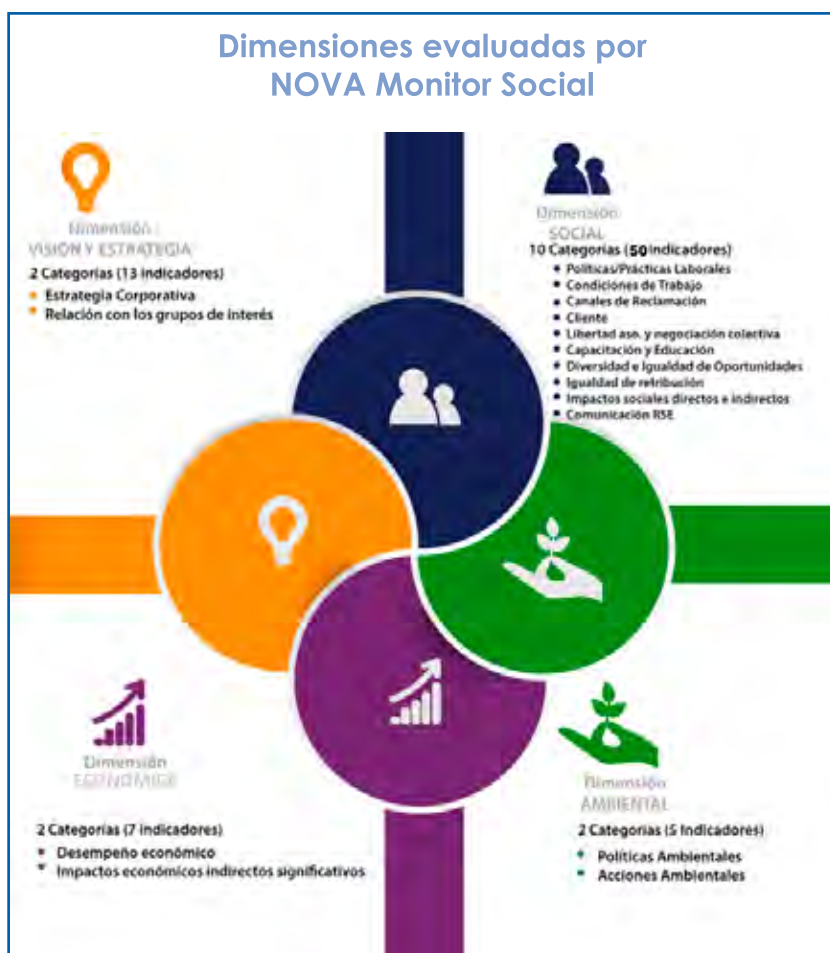 Dimensiones evaluadas por
NOVA Monitor Social
Dimensión
VISIÓN Y ESTRATEGIA
2 Categorías (13 indicadores)
Estrategia Corporativa
Relación con los grupos de interés
Dimensión
SOCIAL
10 Categorías (50 indicadores)
Políticas/Prácticas Laborales
Condiciones de Trabajo
Canales de Reclamación
Cliente
Libertad aso. y negociación colectiva
Capacitación y Educación
Diversidad e Igualdad de Oportunidades
Igualdad de retribución
Impactos sociales directos e indirectos
Comunicación RSE
Dimensión
ECONÓMICA
2 Categorías (7 indicadores)
Desempeño económico
Impactos económicos indirectos significativos
Dimensión
AMBIENTAL
2 Categorías (5 Indicadores)
Políticas Ambientales
Acciones Ambientales